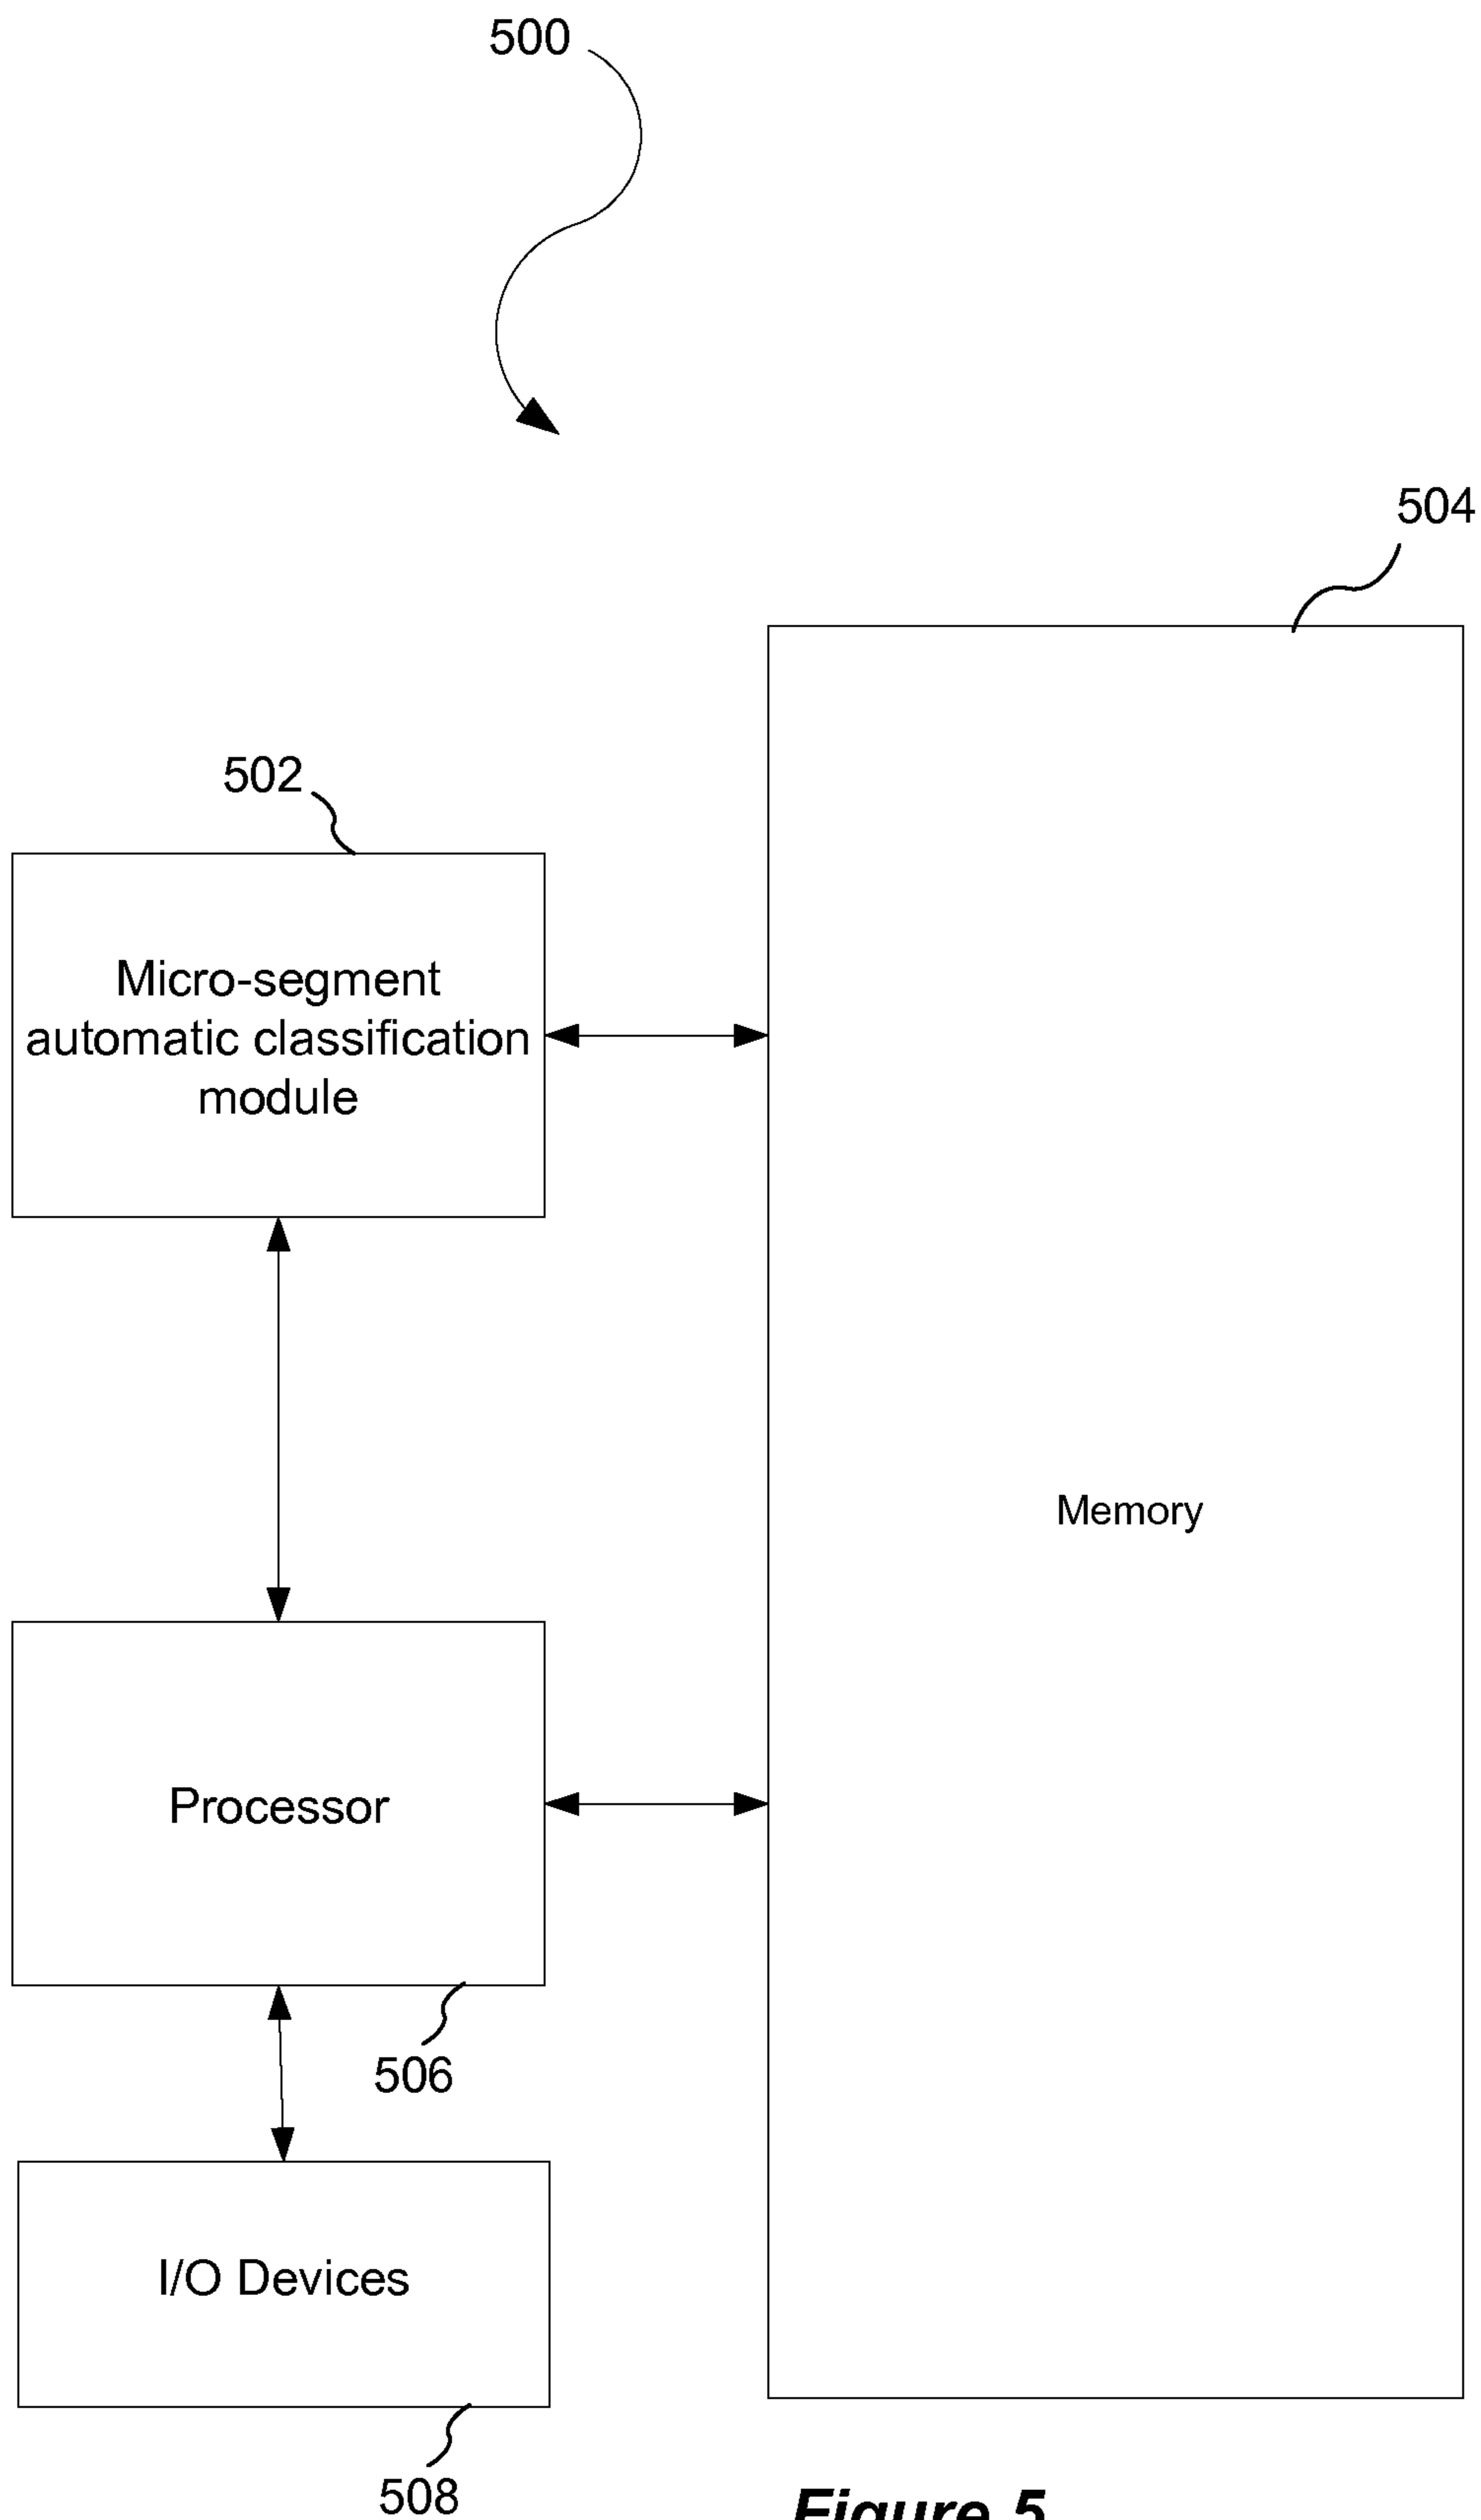 500
504
502
Micro-segment
automatic classification
module
Memory
Processor
506
I/O Devices
508
Figure 5